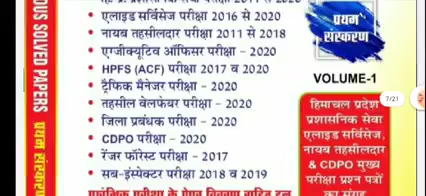 एलाइड सर्विसेज परीक्षा 2016 से 2020
नायब तहसीलदार परीक्षा 2011 से 2018
एग्जीक्यूटिव ऑफिसर परीक्षा - 2020
HPFS (ACF) परीक्षा 2017 व 2020
ट्रैफिक मैनेजर परीक्षा - 2020
तहसील वेलफेयर परीक्षा - 2020
जिला प्रबंधक परीक्षा - 2020
CDPO परीक्षा - 2020
रेंजर फॉरेस्ट परीक्षा - 2017
सब-इंस्पेक्टर परीक्षा 2018 व 2019
OUS SOLVED PAPERS
प्रथम
संस्करण
VOLUME-1
7/21
हिमाचल प्रदेश
प्रशासनिक सेवा
एलाइड सर्विसिज,
नायब तहसीलदार
& CDPO मुख्य
परीक्षा प्रश्न पत्रों
का संग्रह